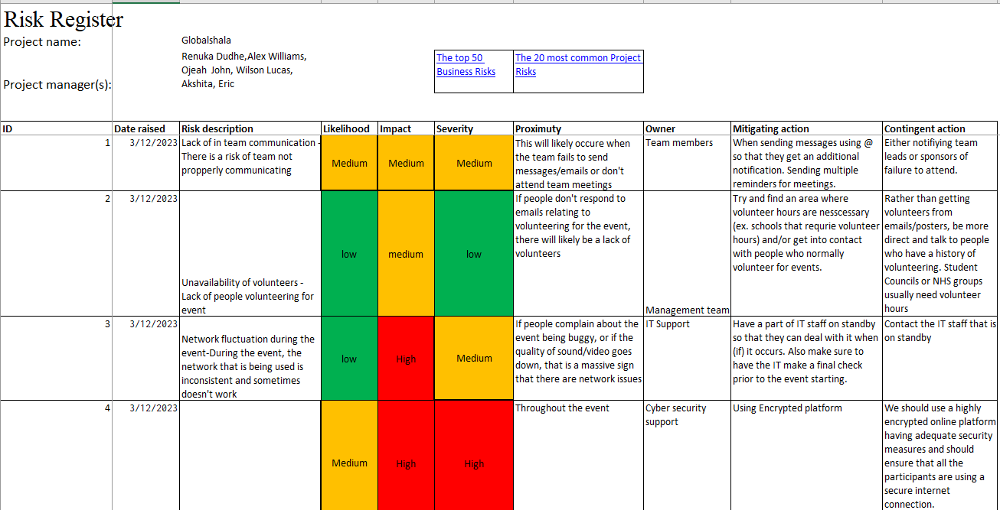 Risk Register
Project name:
Globalshala
Project manager(s):
Renuka Dudhe,Alex Williams,
Ojeah John, Wilson Lucas,
Akshita, Eric
The top 50
Business Risks
The 20 most common Project
Risks
ID
Date raised
Risk description
Likelihood
Impact
Severity
Proximuty
Owner
Mitigating action
Contingent action
1
3/12/2023
Lack of in team communication -
There is a risk of team not
propperly communicating
Medium
Medium
Medium
This will likely occure when
the team fails to send
messages/emails or don't
attend team meetings
Team members
When sending messages using @
so that they get an additional
notification. Sending multiple
reminders for meetings.
Either notifiying team
leads or sponsors of
failure to attend.
2
3/12/2023
Unavailability of volunteers -
Lack of people volunteering for
event
low
medium
low
If people don't respond to
emails relating to
volunteering for the event,
there will likely be a lack of
volunteers
Management team
Try and find an area where
volunteer hours are nesscessary
(ex. schools that requrie volunteer
hours) and/or get into contact
with people who normally
volunteer for events.
Rather than getting
volunteers from
emails/posters, be more
direct and talk to people
who have a history of
volunteering. Student
Councils or NHS groups
usually need volunteer
hours
3
3/12/2023
Network fluctuation during the
event-During the event, the
network that is being used is
inconsistent and sometimes
doesn't work
low
High
Medium
If people complain about the
event being buggy, or if the
quality of sound/video goes
down, that is a massive sign
that there are network issues
IT Support
Have a part of IT staff on standby
so that they can deal with it when
(if) it occurs. Also make sure to
have the IT make a final check
prior to the event starting.
Contact the IT staff that is
on standby
4
3/12/2023
Medium
High
High
Throughout the event
Cyber security
support
Using Encrypted platform
We should use a highly
encrypted online platform
having adequate security
measures and should
ensure that all the
participants are using a
secure internet
connection.